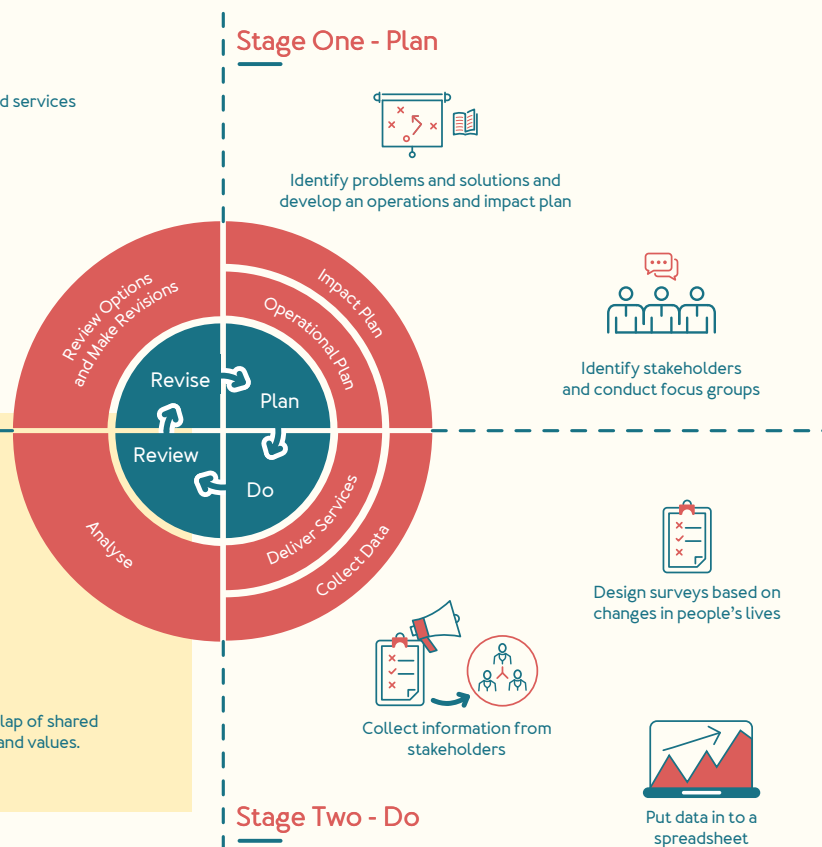 Stage One - Plan
d services
Identify problems and solutions and
develop an operations and impact plan
Identify stakeholders
and conduct focus groups
Review Options
and Make Revisions
Impact Plan
Operational Plan
Revise
Plan
Review
Do
Analyse
Deliver Services
Collect Data
Design surveys based on
changes in people's lives
Collect information from
stakeholders
lap of shared
and values.
Stage Two - Do
Put data in to a
spreadsheet